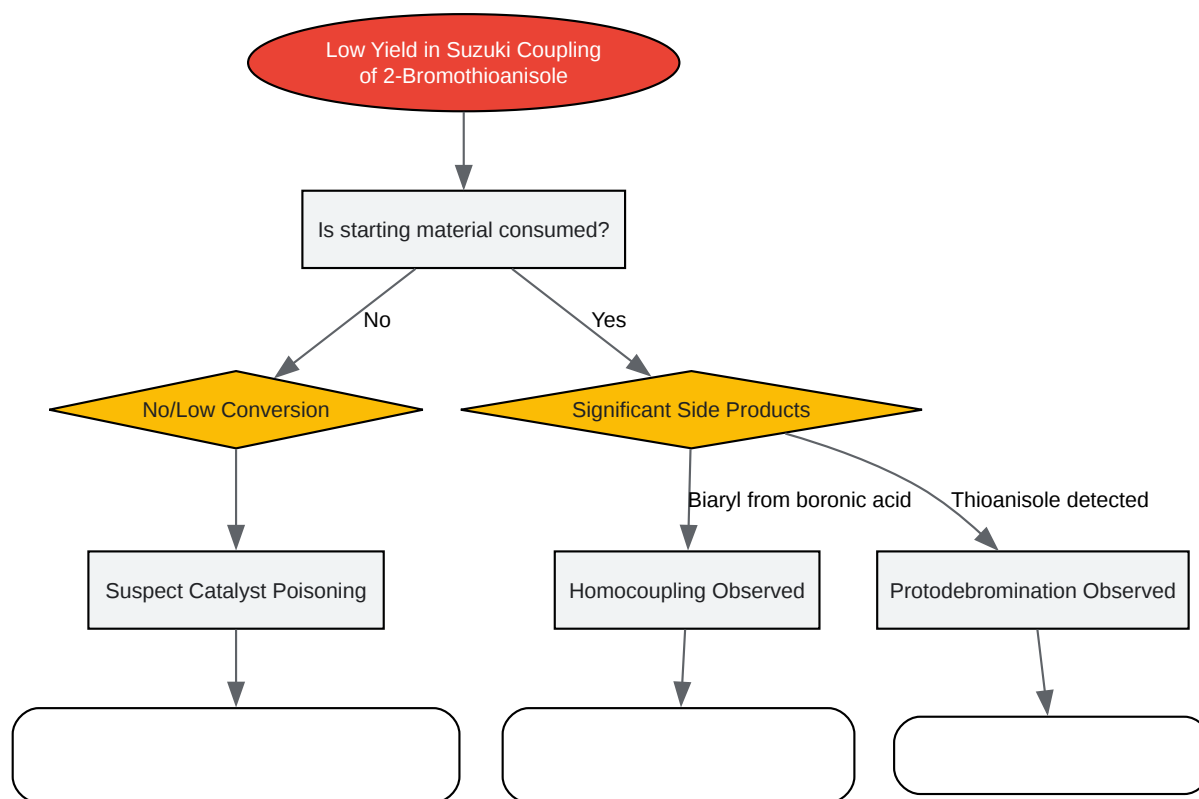 Low Yield in Suzuki Coupling
of 2-Bromothioanisole
Is starting material consumed?
No
Yes
No/Low Conversion
Significant Side Products
Biaryl from boronic acid
Thioanisole detected
Suspect Catalyst Poisoning
Homocoupling Observed
Protodebromination Observed